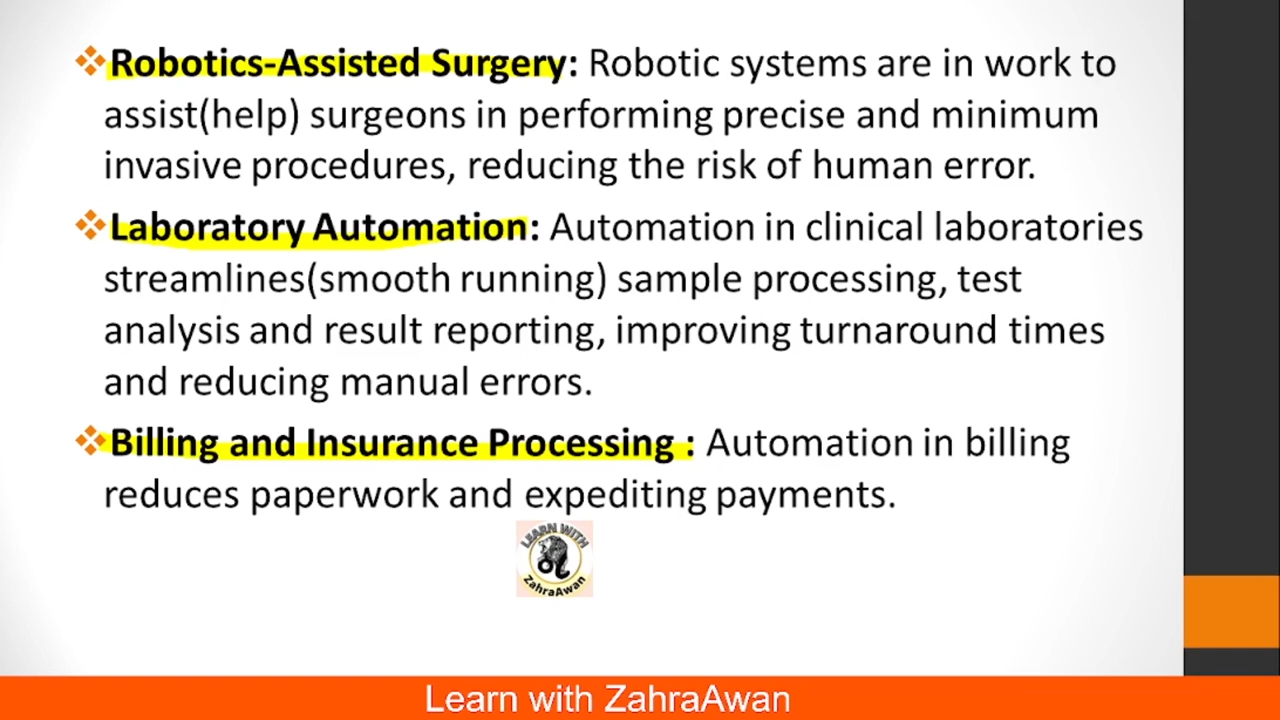 ❖Robotics-Assisted Surgery: Robotic systems are in work to
assist(help) surgeons in performing precise and minimum
invasive procedures, reducing the risk of human error.
❖Laboratory Automation: Automation in clinical laboratories
streamlines(smooth running) sample processing, test
analysis and result reporting, improving turnaround times
and reducing manual errors.
❖Billing and Insurance Processing : Automation in billing
reduces paperwork and expediting payments.
LEARN WITH
ZahraAwan
Learn with ZahraAwan